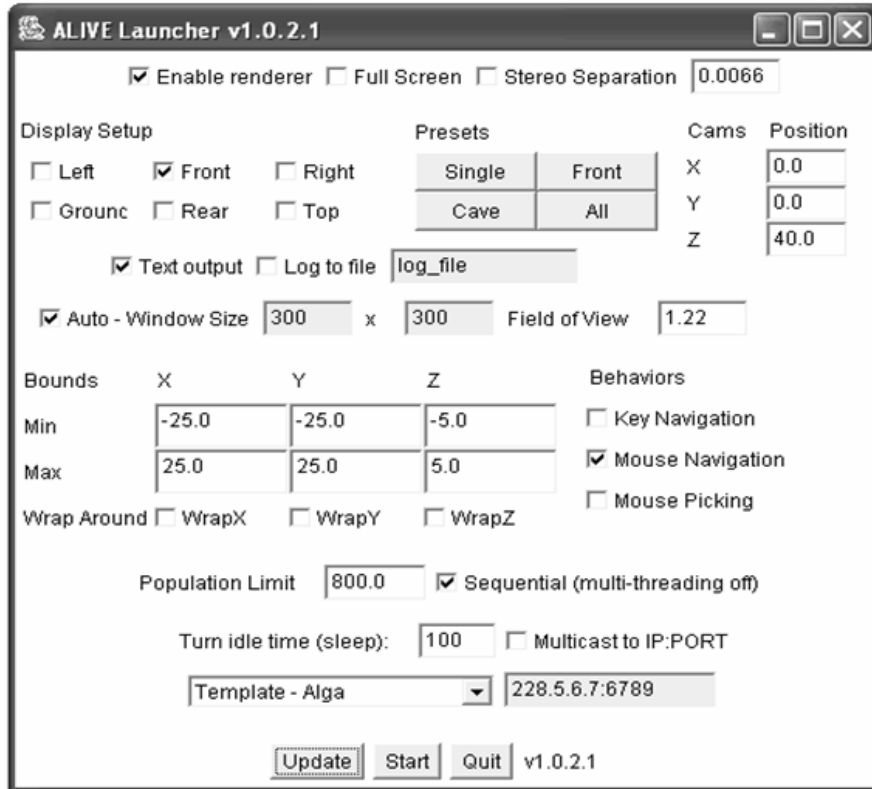 ALIVE Launcher v1.0.2.1
Enable renderer Full Screen Stereo Separation 0.0066
Display Setup Presets Cams Position
Left Front Right Single Front X 0.0
Grounc Rear Top Cave All Y 0.0
Z 40.0
Text output Log to file log_file
Auto - Window Size 300 x 300 Field of View 1.22
Bounds X Y Z Behaviors
Min -25.0 -25.0 -5.0 Key Navigation
Max 25.0 25.0 5.0 Mouse Navigation
Mouse Picking
Wrap Around WrapX WrapY WrapZ
Population Limit 800.0 Sequential (multi-threading off)
Turn idle time (sleep): 100 Multicast to IP:PORT
Template - Alga 228.5.6.7:6789
Update Start Quit v1.0.2.1